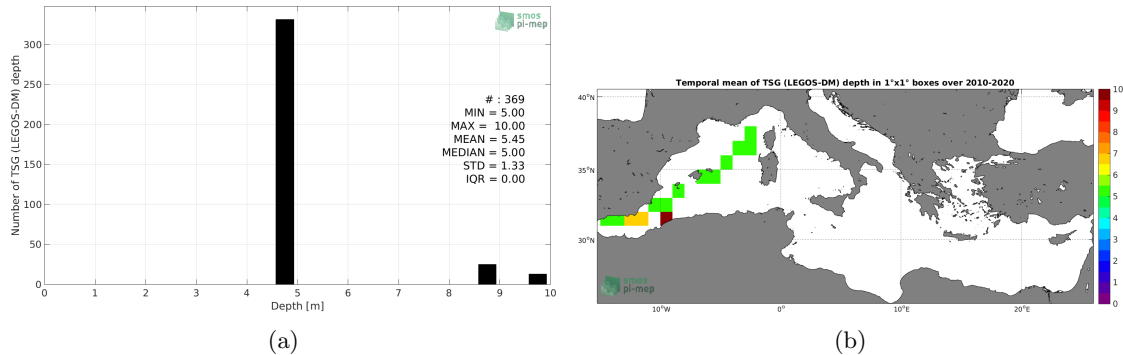 smos
pi-mep
Number of TSG (LEGOS-DM) depth
350
300
250
200
150
100
50
0
# : 369
MIN = 5.00
MAX = 10.00
MEAN = 5.45
MEDIAN = 5.00
STD = 1.33
IQR = 0.00
0 1 2 3 4 5 6 7 8 9 10
Depth [m]
(a)
Temporal mean of TSG (LEGOS-DM) depth in 1°x1° boxes over 2010-2020
40°N
35°N
30°N
10°W 0° 10°E 20°E
10
9
8
7
6
5
4
3
2
1
0
smos
pi-mep
(b)